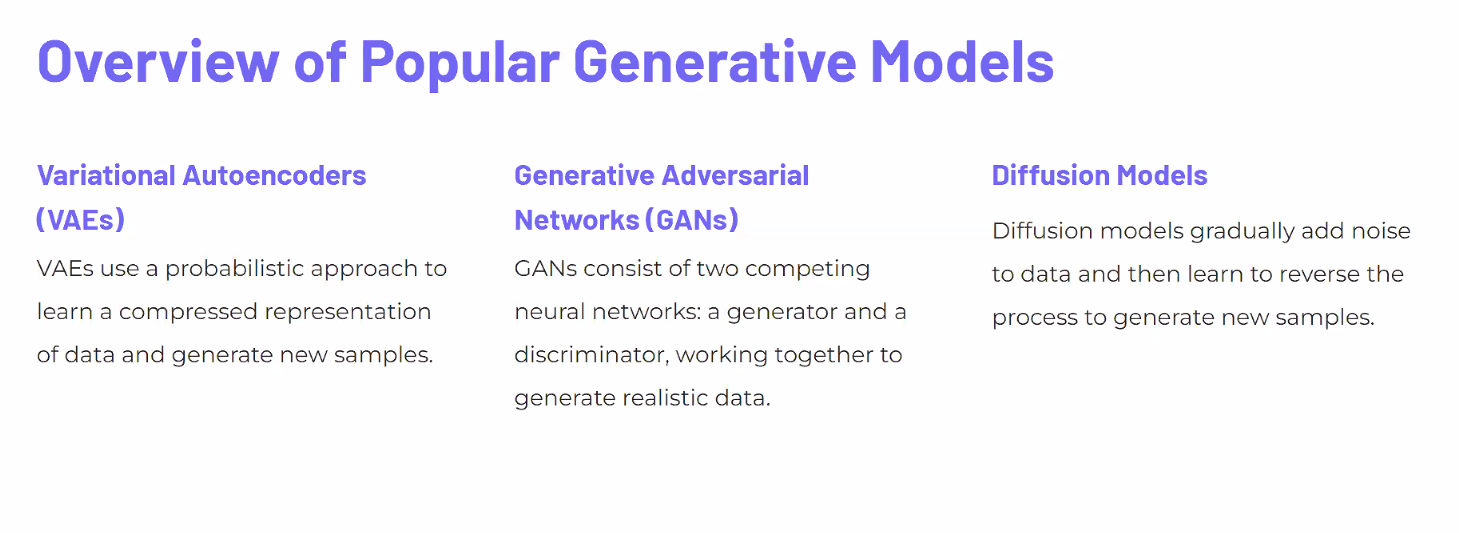 Overview of Popular Generative Models
Variational Autoencoders
(VAEs)
VAEs use a probabilistic approach to
learn a compressed representation
of data and generate new samples.
Generative Adversarial
Networks (GANs)
GANs consist of two competing
neural networks: a generator and a
discriminator, working together to
generate realistic data.
Diffusion Models
Diffusion models gradually add noise
to data and then learn to reverse the
process to generate new samples.